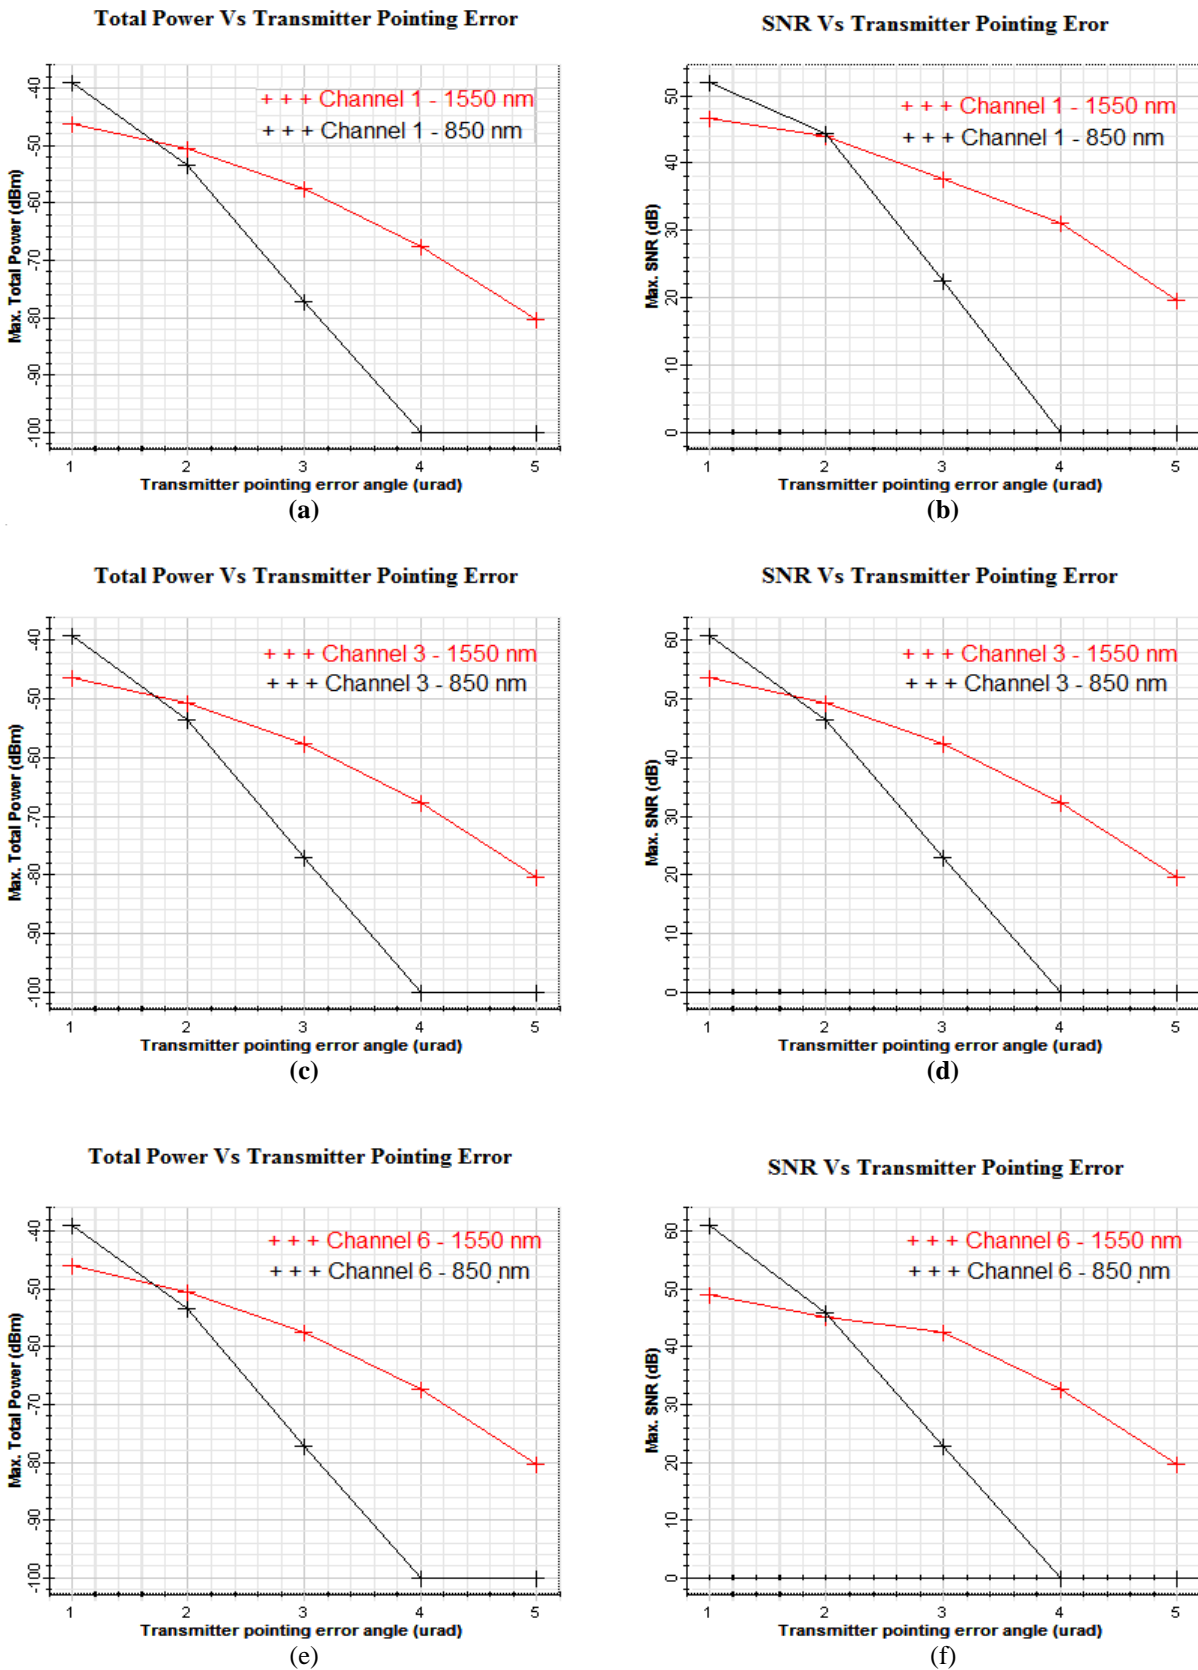 Total Power Vs Transmitter Pointing Error
Max. Total Power (dBm)
-40
-50
-60
-70
-80
-90
-100
+ + + Channel 1 - 1550 nm
+ + + Channel 1 - 850 nm
1 2 3 4 5
Transmitter pointing error angle (urad)
(a)
SNR Vs Transmitter Pointing Eror
Max. SNR (dB)
50
40
30
20
10
0
+ + + Channel 1 - 1550 nm
+ + + Channel 1 - 850 nm
1 2 3 4 5
Transmitter pointing error angle (urad)
(b)
Total Power Vs Transmitter Pointing Error
Max. Total Power (dBm)
-40
-50
-60
-70
-80
-90
-100
+ + + Channel 3 - 1550 nm
+ + + Channel 3 - 850 nm
1 2 3 4 5
Transmitter pointing error angle (urad)
(c)
SNR Vs Transmitter Pointing Error
Max. SNR (dB)
60
50
40
30
20
10
0
+ + + Channel 3 - 1550 nm
+ + + Channel 3 - 850 nm
1 2 3 4 5
Transmitter pointing error angle (urad)
(d)
Total Power Vs Transmitter Pointing Error
Max. Total Power (dBm)
-40
-50
-60
-70
-80
-90
-100
+ + + Channel 6 - 1550 nm
+ + + Channel 6 - 850 nm
1 2 3 4 5
Transmitter pointing error angle (urad)
(e)
SNR Vs Transmitter Pointing Error
Max. SNR (dB)
60
50
40
30
20
10
0
+ + + Channel 6 - 1550 nm
+ + + Channel 6 - 850 nm
1 2 3 4 5
Transmitter pointing error angle (urad)
(f)